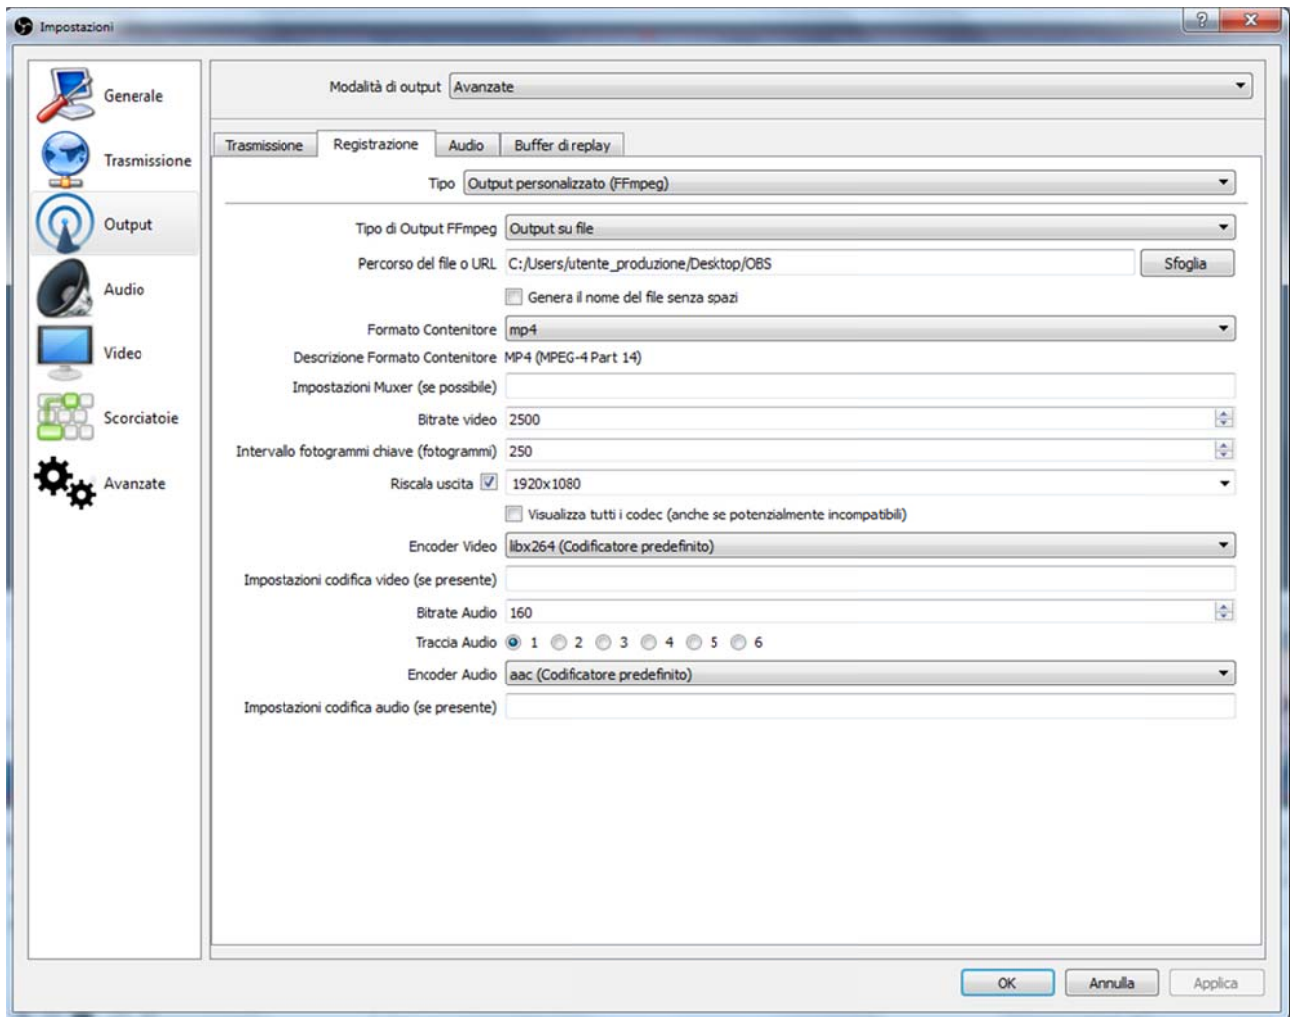 Impostazioni
?
Generale
Trasmissione
Output
Audio
Video
Scorciatoie
Avanzate
Modalità di output Avanzate
Trasmissione Registrazione Audio Buffer di replay
Tipo Output personalizzato (FFmpeg)
Tipo di Output FFmpeg Output su file
Percorso del file o URL C:/Users/utente_produzione/Desktop/OBS Sfoglia
Genera il nome del file senza spazi
Formato Contenitore mp4
Descrizione Formato Contenitore MP4 (MPEG-4 Part 14)
Impostazioni Muxer (se possibile)
Bitrate video 2500
Intervallo fotogrammi chiave (fotogrammi) 250
Riscala uscita 1920x1080
Visualizza tutti i codec (anche se potenzialmente incompatibili)
Encoder Video libx264 (Codificatore predefinito)
Impostazioni codifica video (se presente)
Bitrate Audio 160
Traccia Audio 1 2 3 4 5 6
Encoder Audio aac (Codificatore predefinito)
Impostazioni codifica audio (se presente)
OK Annulla Applica